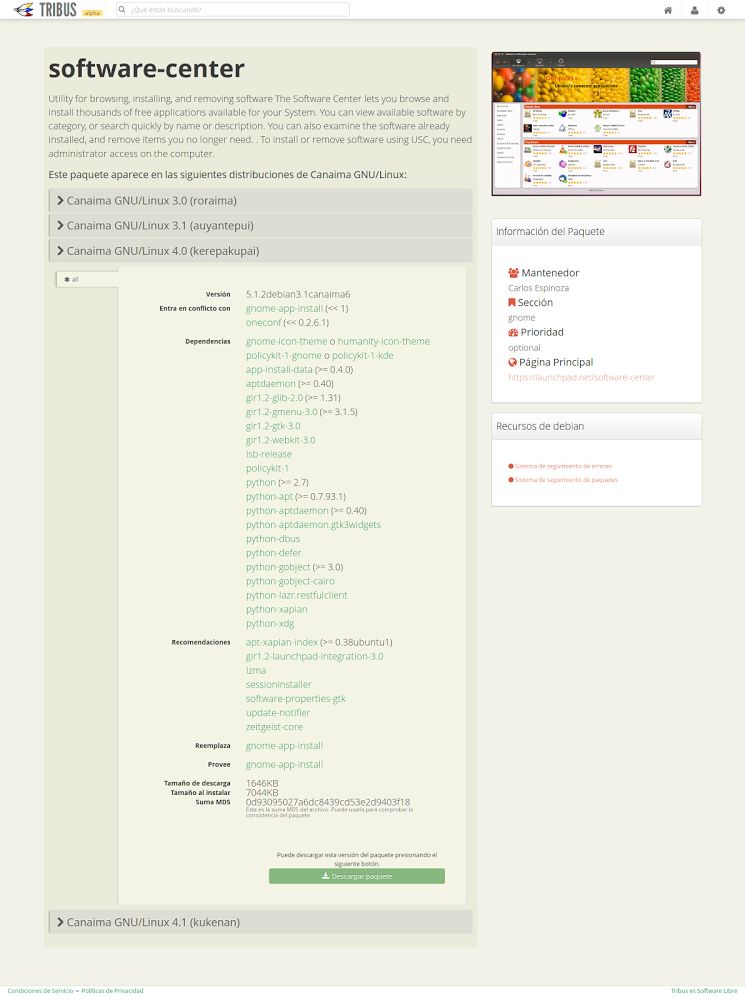 TRIBUS alpha
¿Qué estás buscando?
software-center
Utility for browsing, installing, and removing software The Software Center lets you browse and
install thousands of free applications available for your System. You can view available software by
category, or search quickly by name or description. You can also examine the software already
installed, and remove items you no longer need. . To install or remove software using USC, you need
administrator access on the computer.
Este paquete aparece en las siguientes distribuciones de Canaima GNU/Linux:
Canaima GNU/Linux 3.0 (roraima)
Canaima GNU/Linux 3.1 (auyantepui)
Canaima GNU/Linux 4.0 (kerepakupai)
all
Versión 5.1.2debian3.1canaima6
Entra en conflicto con gnome-app-install (<< 1)
oneconf (<< 0.2.6.1)
Dependencias gnome-icon-theme o humanity-icon-theme
policykit-1-gnome o policykit-1-kde
app-install-data (>= 0.4.0)
aptdaemon (>= 0.40)
gir1.2-glib-2.0 (>= 1.31)
gir1.2-gmenu-3.0 (>= 3.1.5)
gir1.2-gtk-3.0
gir1.2-webkit-3.0
lsb-release
policykit-1
python (>= 2.7)
python-apt (>= 0.7.93.1)
python-aptdaemon (>= 0.40)
python-aptdaemon.gtk3widgets
python-dbus
python-defer
python-gobject (>= 3.0)
python-gobject-cairo
python-lazr.restfulclient
python-xapian
python-xdg
Recomendaciones apt-xapian-index (>= 0.38ubuntu1)
gir1.2-launchpad-integration-3.0
lzma
sessioninstaller
software-properties-gtk
update-notifier
zeitgeist-core
Reemplaza gnome-app-install
Provee gnome-app-install
Tamaño de descarga 1646KB
Tamaño al instalar 7044KB
Suma MD5 0d93095027a6dc8439cd53e2d9403f18
Esta es la suma MD5 del archivo. Puede usarla para comprobar la
consistencia del paquete.
Puede descargar esta versión del paquete presionando el
siguiente botón.
Descargar paquete
Canaima GNU/Linux 4.1 (kukenan)
Our picks
Ubuntu's sweetest applications
Información del Paquete
Mantenedor
Carlos Espinoza
Sección
gnome
Prioridad
optional
Página Principal
https://launchpad.net/software-center
Recursos de debian
Sistema de seguimiento de errores
Sistema de seguimiento de paquetes
Condiciones de Servicio — Políticas de Privacidad
Tribus es Software Libre